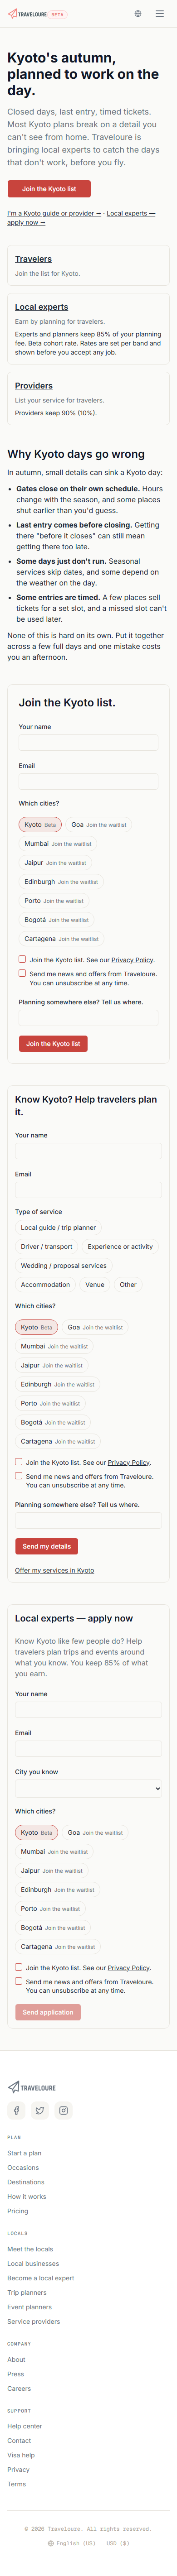 TRAVELOURE BETA
Kyoto's autumn,
planned to work on the
day.
Closed days, last entry, timed tickets.
Most Kyoto plans break on a detail you
can't see from home. Traveloure is
bringing local experts to catch the days
that don't work, before you fly.
Join the Kyoto list
I'm a Kyoto guide or provider → · Local experts —
apply now →
Travelers
Join the list for Kyoto.
Local experts
Earn by planning for travelers.
Experts and planners keep 85% of your planning
fee. Beta cohort rate. Rates are set per band and
shown before you accept any job.
Providers
List your service for travelers.
Providers keep 90% (10%).
Why Kyoto days go wrong
In autumn, small details can sink a Kyoto day:
• Gates close on their own schedule. Hours
change with the season, and some places
shut earlier than you'd guess.
• Last entry comes before closing. Getting
there "before it closes" can still mean
getting there too late.
• Some days just don't run. Seasonal
services skip dates, and some depend on
the weather on the day.
• Some entries are timed. A few places sell
tickets for a set slot, and a missed slot can't
be used later.
None of this is hard on its own. Put it together
across a few full days and one mistake costs
you an afternoon.
Join the Kyoto list.
Your name
Email
Which cities?
Kyoto Beta Goa Join the waitlist
Mumbai Join the waitlist
Jaipur Join the waitlist
Edinburgh Join the waitlist
Porto Join the waitlist
Bogotá Join the waitlist
Cartagena Join the waitlist
Join the Kyoto list. See our Privacy Policy.
Send me news and offers from Traveloure.
You can unsubscribe at any time.
Planning somewhere else? Tell us where.
Join the Kyoto list
Know Kyoto? Help travelers plan
it.
Your name
Email
Type of service
Local guide / trip planner
Driver / transport Experience or activity
Wedding / proposal services
Accommodation Venue Other
Which cities?
Kyoto Beta Goa Join the waitlist
Mumbai Join the waitlist
Jaipur Join the waitlist
Edinburgh Join the waitlist
Porto Join the waitlist
Bogotá Join the waitlist
Cartagena Join the waitlist
Join the Kyoto list. See our Privacy Policy.
Send me news and offers from Traveloure.
You can unsubscribe at any time.
Planning somewhere else? Tell us where.
Send my details
Offer my services in Kyoto
Local experts — apply now
Know Kyoto like few people do? Help
travelers plan trips and events around
what you know. You keep 85% of what
you earn.
Your name
Email
City you know
Which cities?
Kyoto Beta Goa Join the waitlist
Mumbai Join the waitlist
Jaipur Join the waitlist
Edinburgh Join the waitlist
Porto Join the waitlist
Bogotá Join the waitlist
Cartagena Join the waitlist
Join the Kyoto list. See our Privacy Policy.
Send me news and offers from Traveloure.
You can unsubscribe at any time.
Send application
TRAVELOURE
PLAN
Start a plan
Occasions
Destinations
How it works
Pricing
LOCALS
Meet the locals
Local businesses
Become a local expert
Trip planners
Event planners
Service providers
COMPANY
About
Press
Careers
SUPPORT
Help center
Contact
Visa help
Privacy
Terms
© 2026 Traveloure. All rights reserved.
English (US) USD ($)